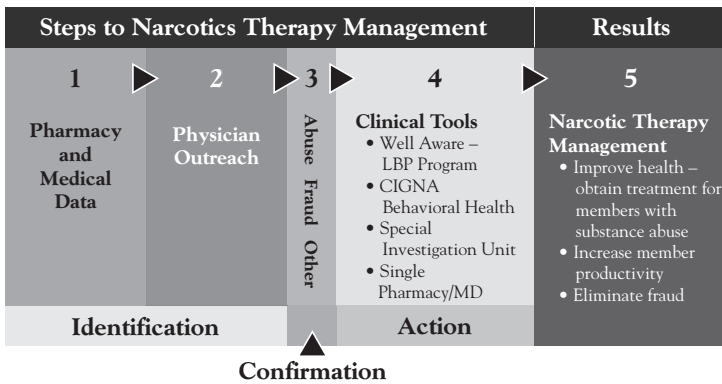 Steps to Narcotics Therapy Management
Results
1
2
3
4
5
Pharmacy
and
Medical
Data
Physician
Outreach
Abuse Fraud Other
Clinical Tools
• Well Aware –
LBP Program
• CIGNA
Behavioral Health
• Special
Investigation Unit
• Single
Pharmacy/MD
Narcotic Therapy
Management
• Improve health –
obtain treatment for
members with
substance abuse
• Increase member
productivity
• Eliminate fraud
Identification
Action
Confirmation